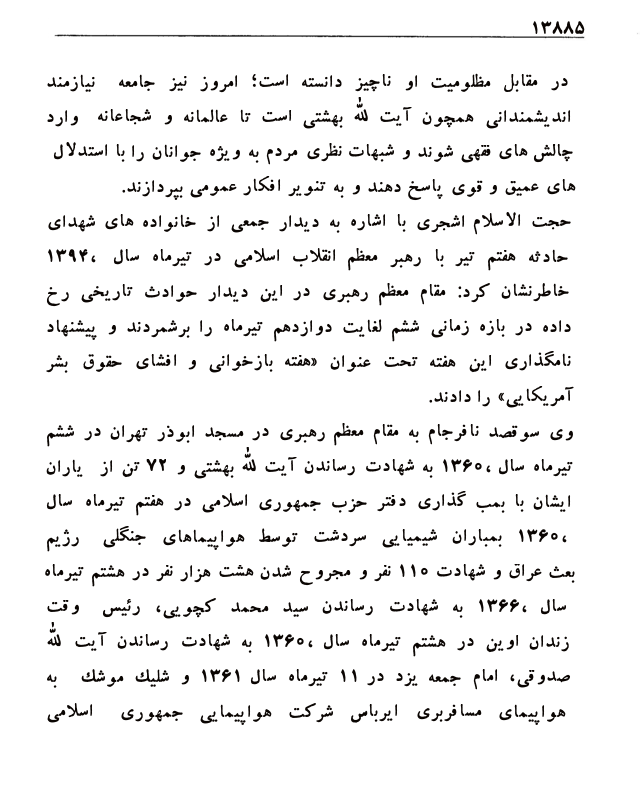 ۱۳۸۸۵
در مقابل مظلومیت او ناچیز دانسته است؛ امروز نیز جامعه نیازمند
اندیشمندانی همچون آیت الله بهشتی است تا عالمانه و شجاعانه وارد
چالش های فقهی شوند و شبهات نظری مردم به ویژه جوانان را با استدلال
های عمیق و قوی پاسخ دهند و به تنویر افکار عمومی بپردازند.
حجت الاسلام اشجری با اشاره به دیدار جمعی از خانواده های شهدای
حادثه هفتم تیر با رهبر معظم انقلاب اسلامی در تیرماه سال ۱۳۹۴،
خاطرنشان کرد: مقام معظم رهبری در این دیدار حوادث تاریخی رخ
داده در بازه زمانی ششم لغایت دوازدهم تیرماه را برشمردند و پیشنهاد
نامگذاری این هفته تحت عنوان «هفته بازخوانی و افشای حقوق بشر
آمریکایی» را دادند.
وی سوقصد نافرجام به مقام معظم رهبری در مسجد ابوذر تهران در ششم
تیرماه سال ۱۳۶۰، به شهادت رساندن آیت الله بهشتی و ۷۲ تن از یاران
ایشان با بمب گذاری دفتر حزب جمهوری اسلامی در هفتم تیرماه سال
۱۳۶۰، بمباران شیمیایی سردشت توسط هواپیماهای جنگلی رژیم
بعث عراق و شهادت ۱۱۰ نفر و مجروح شدن هشت هزار نفر در هشتم تیرماه
سال ۱۳۶۶، به شهادت رساندن سید محمد کچویی، رئیس وقت
زندان اوین در هشتم تیرماه سال ۱۳۶۰، به شهادت رساندن آیت الله
صدوقی، امام جمعه یزد در ۱۱ تیرماه سال ۱۳۶۱ و شلیك موشك به
هواپیمای مسافربری ایرباس شرکت هواپیمایی جمهوری اسلامی